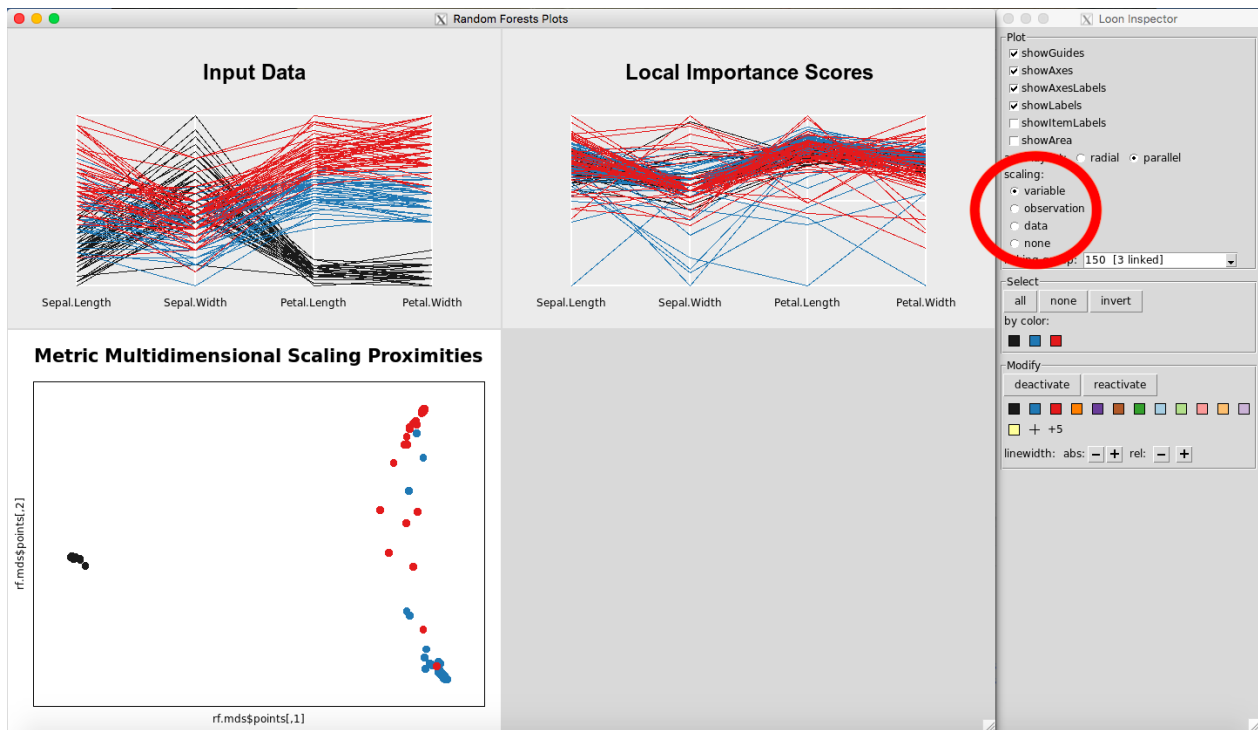 Random Forests Plots
Input Data
Local Importance Scores
Sepal.Length Sepal.Width Petal.Length Petal.Width
Sepal.Length Sepal.Width Petal.Length Petal.Width
Metric Multidimensional Scaling Proximities
rf.mds$points[,2]
rf.mds$points[,1]
Loon Inspector
Plot
showGuides
showAxes
showAxesLabels
showLabels
showItemLabels
showArea
radial parallel
scaling:
variable
observation
data
none
150 [3 linked]
Select
all none invert
by color:
Modify
deactivate reactivate
+5
linewidth: abs: − + rel: − +